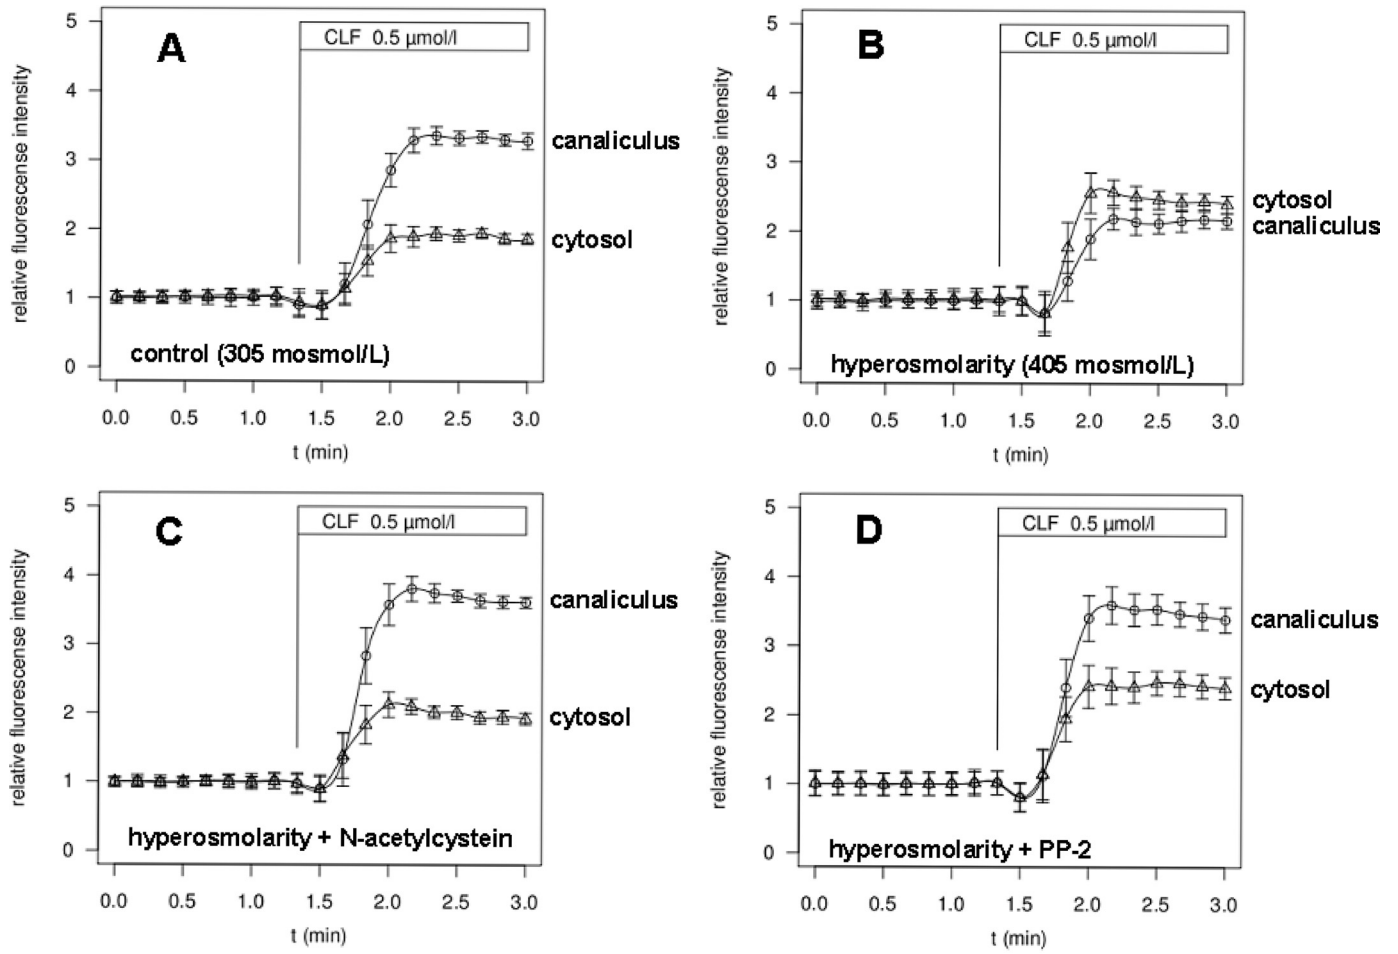 A
CLF 0.5 µmol/l
canaliculus
cytosol
control (305 mosmol/L)
relative fluorescense intensity
5
4
3
2
1
0
0.0 0.5 1.0 1.5 2.0 2.5 3.0
t (min)
B
CLF 0.5 µmol/l
cytosol
canaliculus
hyperosmolarity (405 mosmol/L)
relative fluorescense intensity
5
4
3
2
1
0
0.0 0.5 1.0 1.5 2.0 2.5 3.0
t (min)
C
CLF 0.5 µmol/l
canaliculus
cytosol
hyperosmolarity + N-acetylcystein
relative fluorescense intensity
5
4
3
2
1
0
0.0 0.5 1.0 1.5 2.0 2.5 3.0
t (min)
D
CLF 0.5 µmol/l
canaliculus
cytosol
hyperosmolarity + PP-2
relative fluorescense intensity
5
4
3
2
1
0
0.0 0.5 1.0 1.5 2.0 2.5 3.0
t (min)